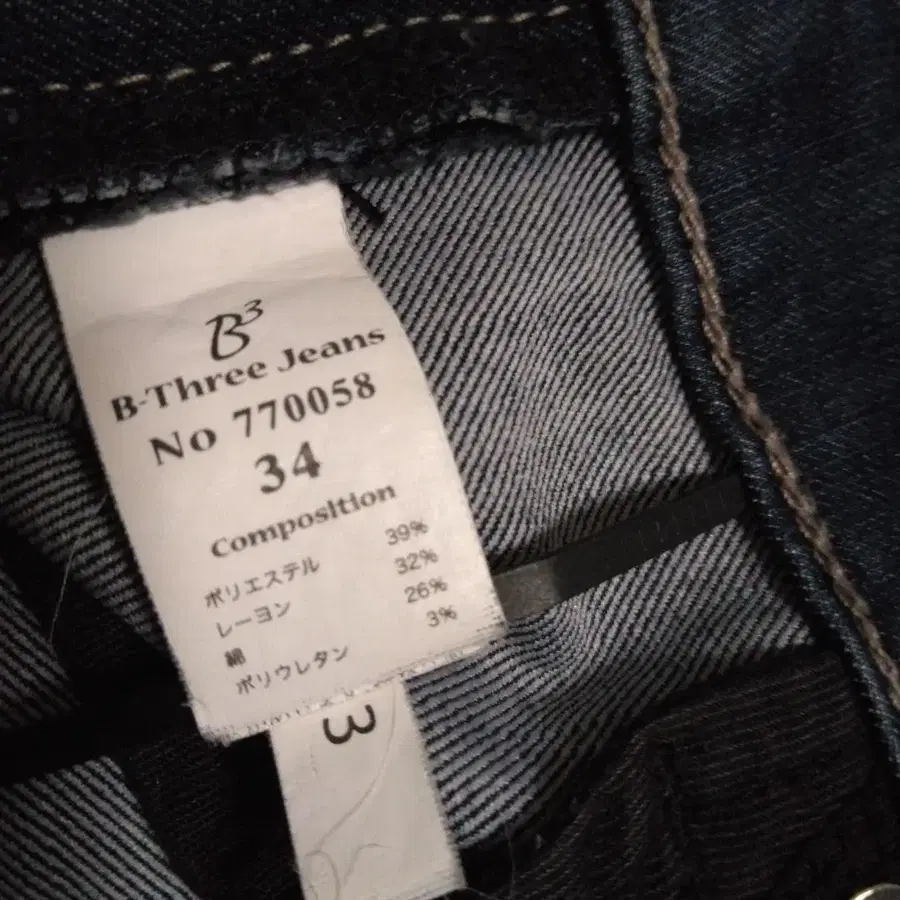 B3
B-Three Jeans
No 770058
34
Composition
ポリエステル 39%
レーヨン 32%
綿 26%
ポリウレタン 3%
3